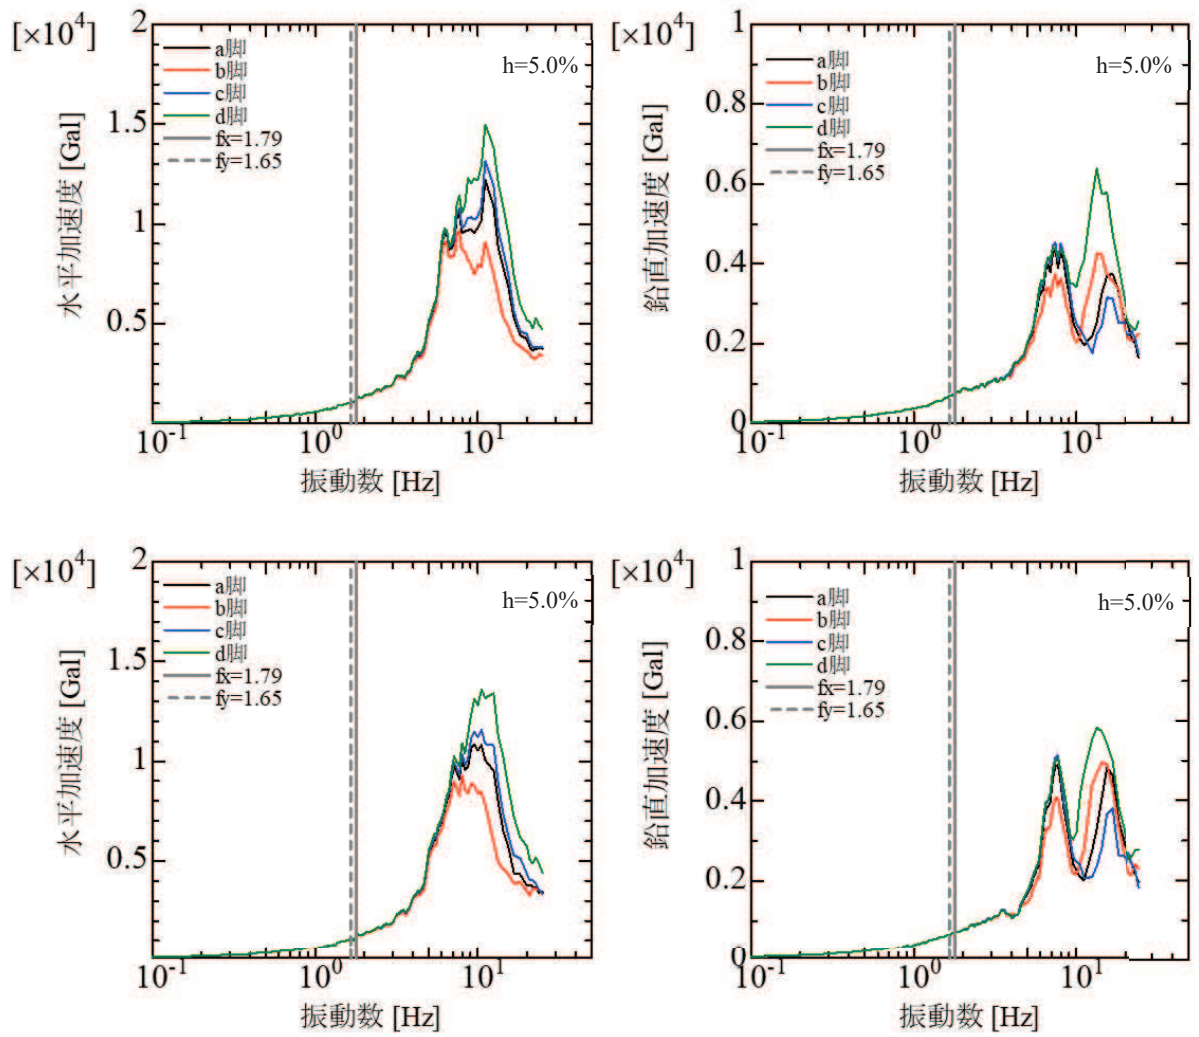 [×10⁴]
2
1.5
1
0.5
水平加速度 [Gal]
a脚
b脚
c脚
d脚
fx=1.79
fy=1.65
h=5.0%
10⁻¹
10⁰
10¹
振動数 [Hz]
[×10⁴]
1
0.8
0.6
0.4
0.2
0
鉛直加速度 [Gal]
a脚
b脚
c脚
d脚
fx=1.79
fy=1.65
h=5.0%
10⁻¹
10⁰
10¹
振動数 [Hz]
[×10⁴]
2
1.5
1
0.5
水平加速度 [Gal]
a脚
b脚
c脚
d脚
fx=1.79
fy=1.65
h=5.0%
10⁻¹
10⁰
10¹
振動数 [Hz]
[×10⁴]
1
0.8
0.6
0.4
0.2
0
鉛直加速度 [Gal]
a脚
b脚
c脚
d脚
fx=1.79
fy=1.65
h=5.0%
10⁻¹
10⁰
10¹
振動数 [Hz]